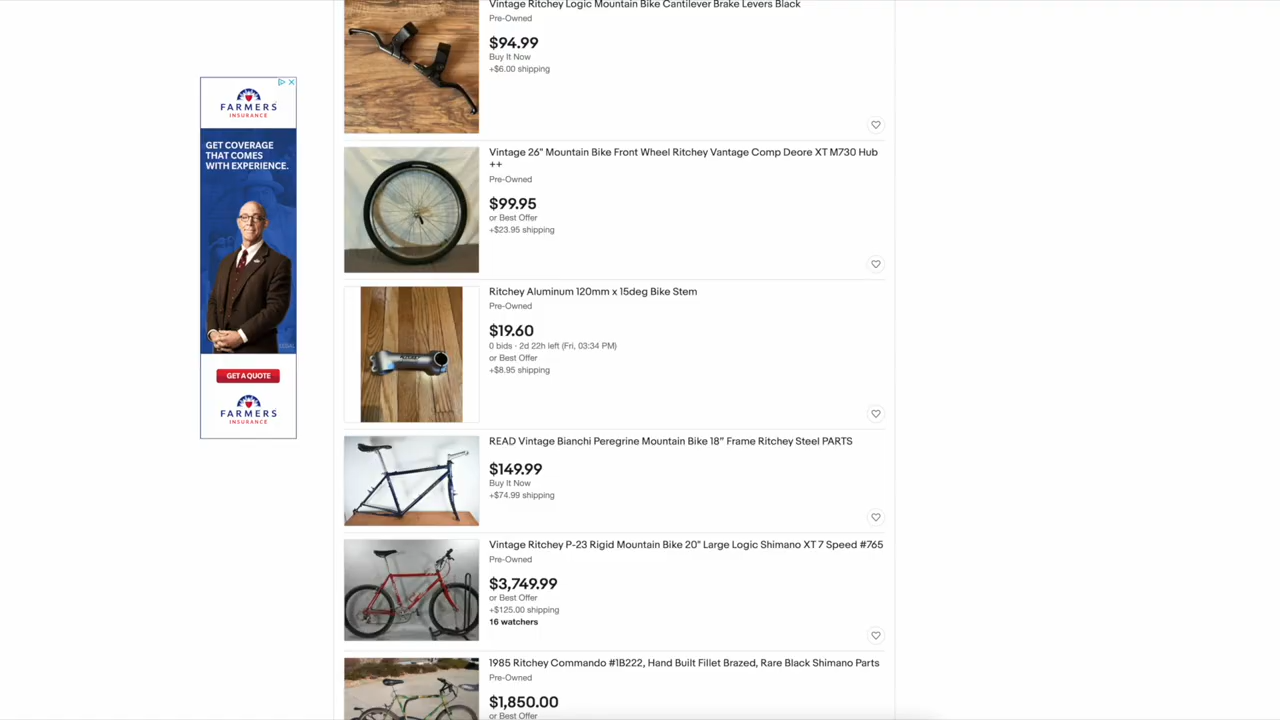 Vintage Ritchey Logic Mountain Bike Cantilever Brake Levers Black
Pre-Owned
$94.99
Buy It Now
+$6.00 shipping
FARMERS
INSURANCE
GET COVERAGE
THAT COMES
WITH EXPERIENCE.
GET A QUOTE
FARMERS
INSURANCE
Vintage 26" Mountain Bike Front Wheel Ritchey Vantage Comp Deore XT M730 Hub
++
Pre-Owned
$99.95
or Best Offer
+$23.95 shipping
Ritchey Aluminum 120mm x 15deg Bike Stem
Pre-Owned
$19.60
0 bids · 2d 22h left (Fri, 03:34 PM)
or Best Offer
+$8.95 shipping
READ Vintage Bianchi Peregrine Mountain Bike 18” Frame Ritchey Steel PARTS
$149.99
Buy It Now
+$74.99 shipping
Vintage Ritchey P-23 Rigid Mountain Bike 20" Large Logic Shimano XT 7 Speed #765
Pre-Owned
$3,749.99
or Best Offer
+$125.00 shipping
16 watchers
1985 Ritchey Commando #1B222, Hand Built Fillet Brazed, Rare Black Shimano Parts
Pre-Owned
$1,850.00
or Best Offer